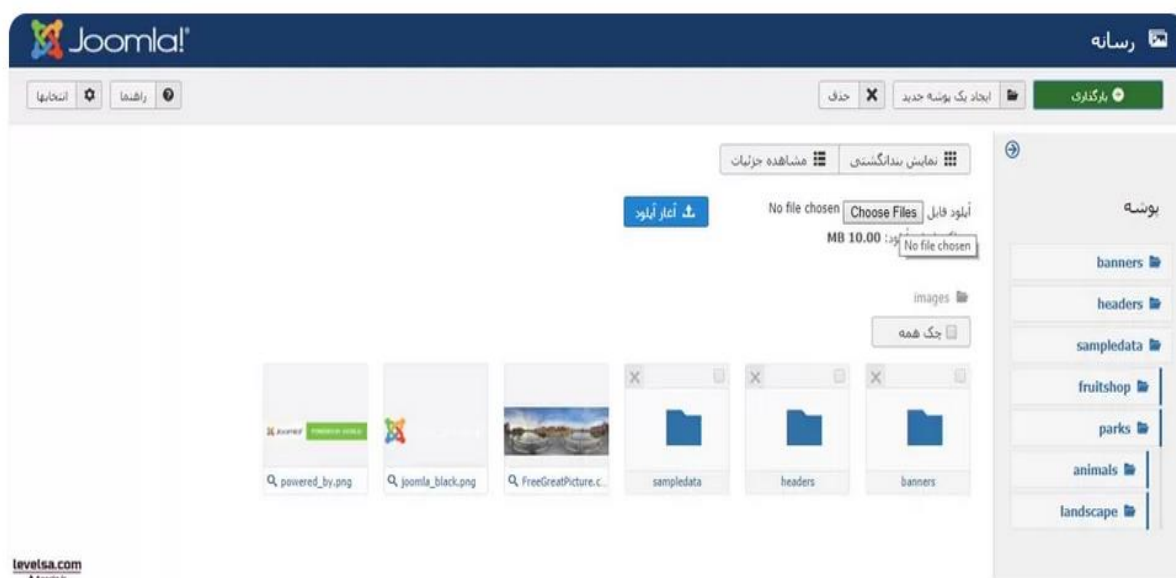 رسانه
Joomla!
بارگذاری
ایجاد یک پوشه جدید
حذف
راهنما
انتخابها
پوشه
banners
headers
sampledata
fruitshop
parks
animals
landscape
نمایش بندانگشتی
مشاهده جزئیات
آپلود فایل Choose Files No file chosen
آغاز آپلود
10.00 MB
No file chosen
images
چک همه
banners
headers
sampledata
FreeGreatPicture.c...
joomla_black.png
powered_by.png
levelsa.com